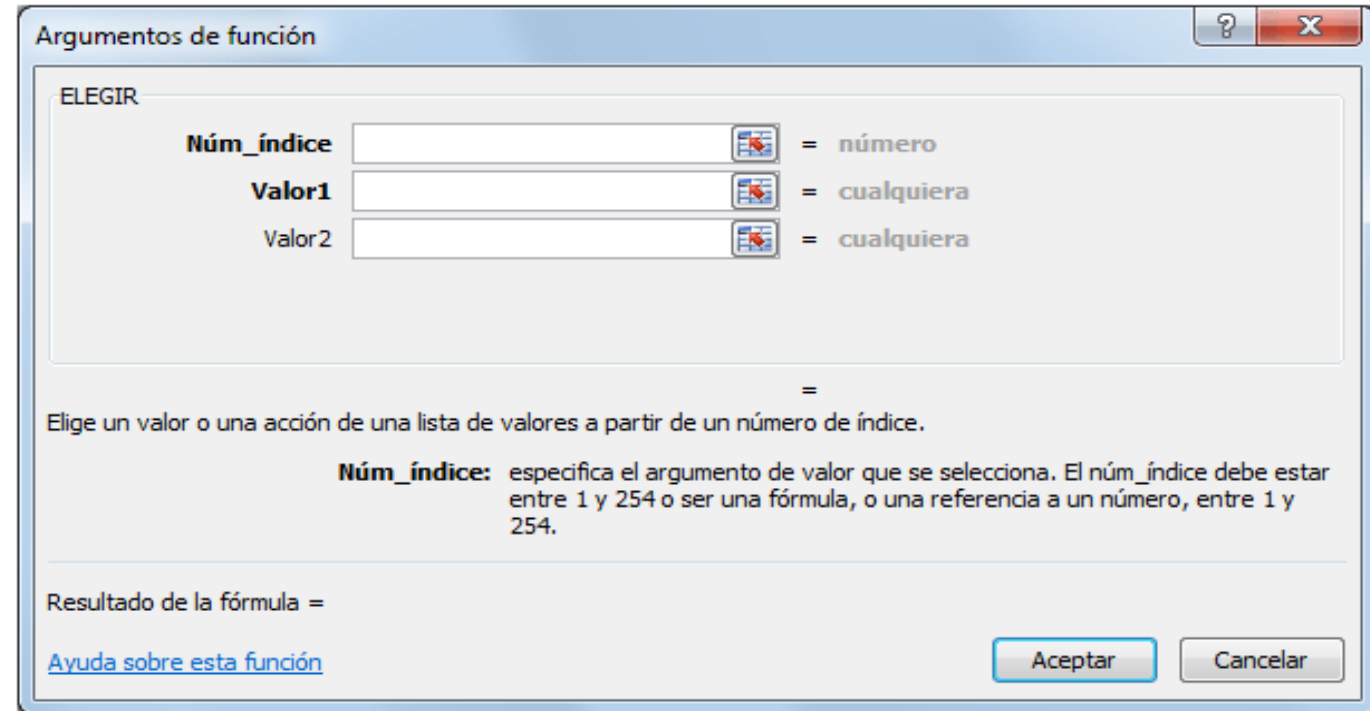 Argumentos de función
ELEGIR
Núm_índice = número
Valor1 = cualquiera
Valor2 = cualquiera
=
Elige un valor o una acción de una lista de valores a partir de un número de índice.
Núm_índice: especifica el argumento de valor que se selecciona. El núm_índice debe estar
entre 1 y 254 o ser una fórmula, o una referencia a un número, entre 1 y
254.
Resultado de la fórmula =
Ayuda sobre esta función
Aceptar Cancelar